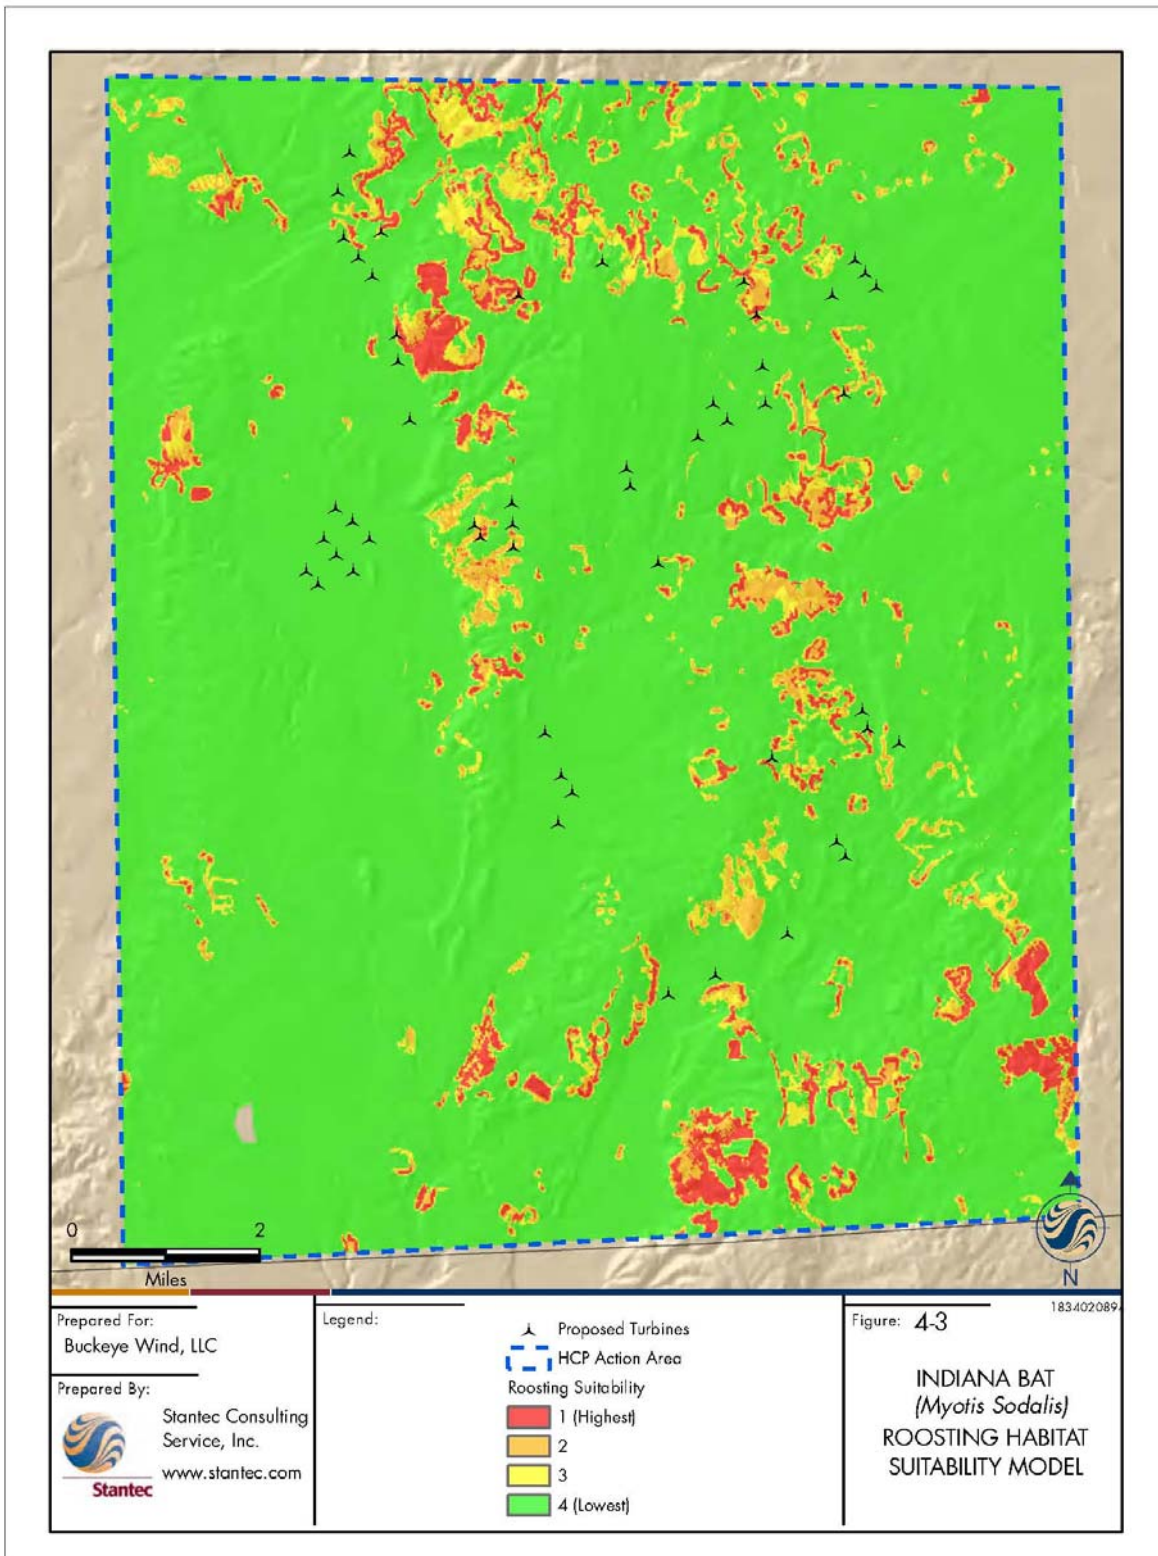 0 2
Miles
183402089
Prepared For:
Buckeye Wind, LLC
Prepared By:
Stantec Consulting
Service, Inc.
www.stantec.com
Stantec
Legend:
Proposed Turbines
HCP Action Area
Roosting Suitability
1 (Highest)
2
3
4 (Lowest)
N
Figure: 4-3
INDIANA BAT
(Myotis Sodalis)
ROOSTING HABITAT
SUITABILITY MODEL